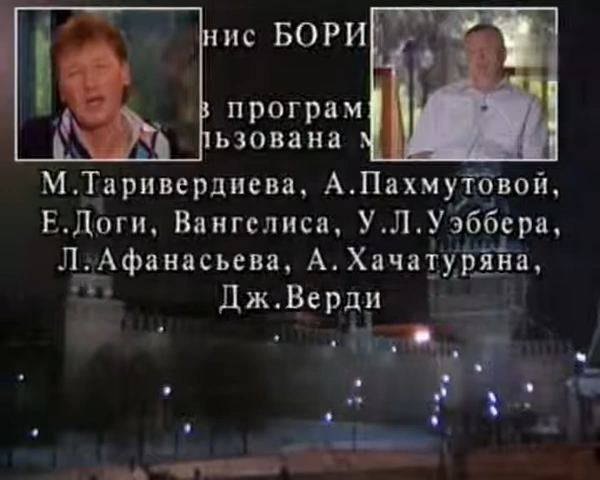 нис БОРИ
в програм
льзована м
М.Таривердиева, А.Пахмутовой,
Е.Доги, Вангелиса, У.Л.Уэббера,
Л.Афанасьева, А.Хачатуряна,
Дж.Верди